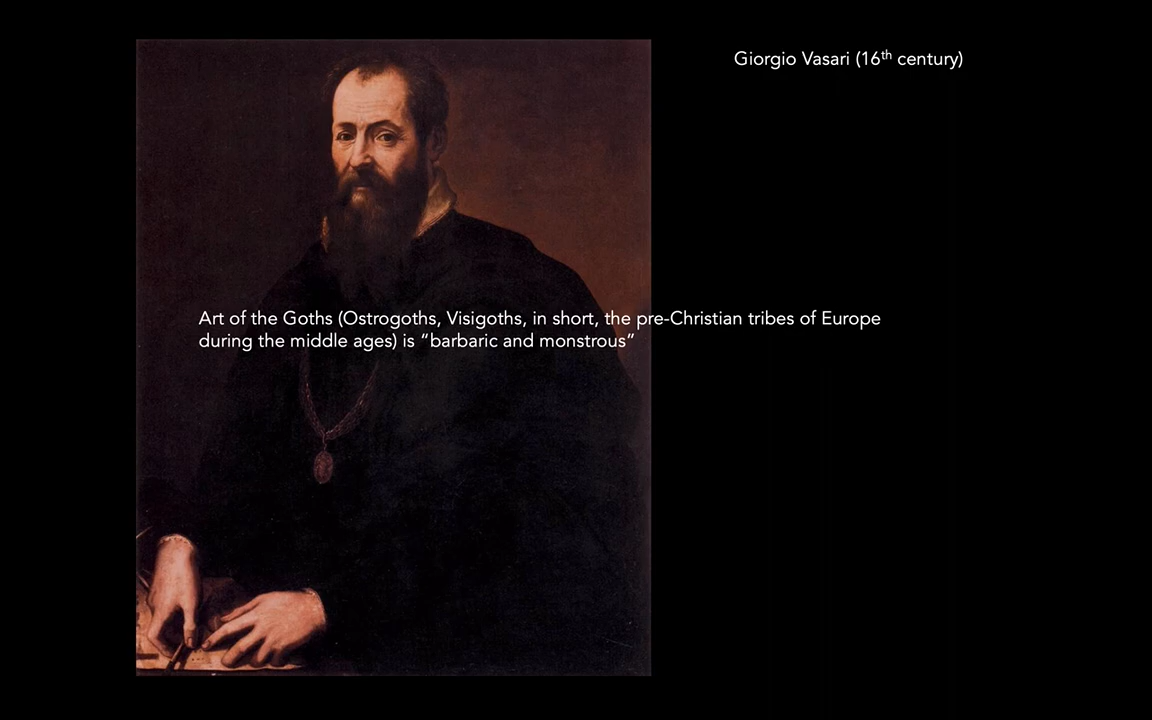 Giorgio Vasari (16th century)
Art of the Goths (Ostrogoths, Visigoths, in short, the pre-Christian tribes of Europe
during the middle ages) is “barbaric and monstrous”